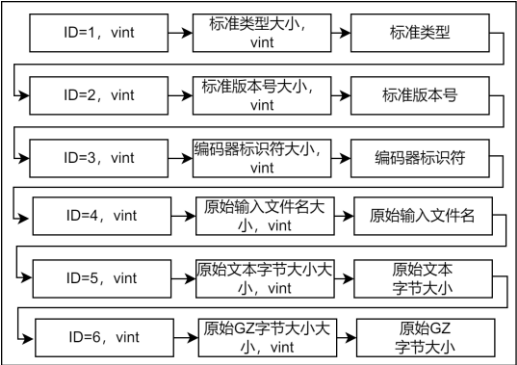 ID=1，vint
标准类型大小，
vint
标准类型
ID=2，vint
标准版本号大小，
vint
标准版本号
ID=3，vint
编码器标识符大小，
vint
编码器标识符
ID=4，vint
原始输入文件名大
小，vint
原始输入文件名
ID=5，vint
原始文本字节大小大
小，vint
原始文本
字节大小
ID=6，vint
原始GZ字节大小大
小，vint
原始GZ
字节大小